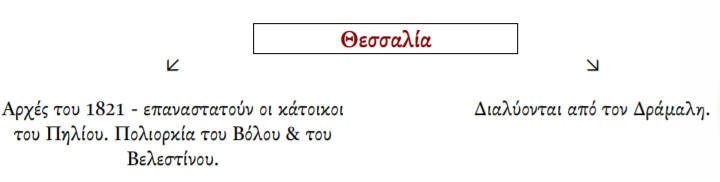 Θεσσαλία
Αρχές του 1821 - επαναστατούν οι κάτοικοι
του Πηλίου. Πολιορκία του Βόλου & του
Βελεστίνου.
Διαλύονται από τον Δράμαλη.